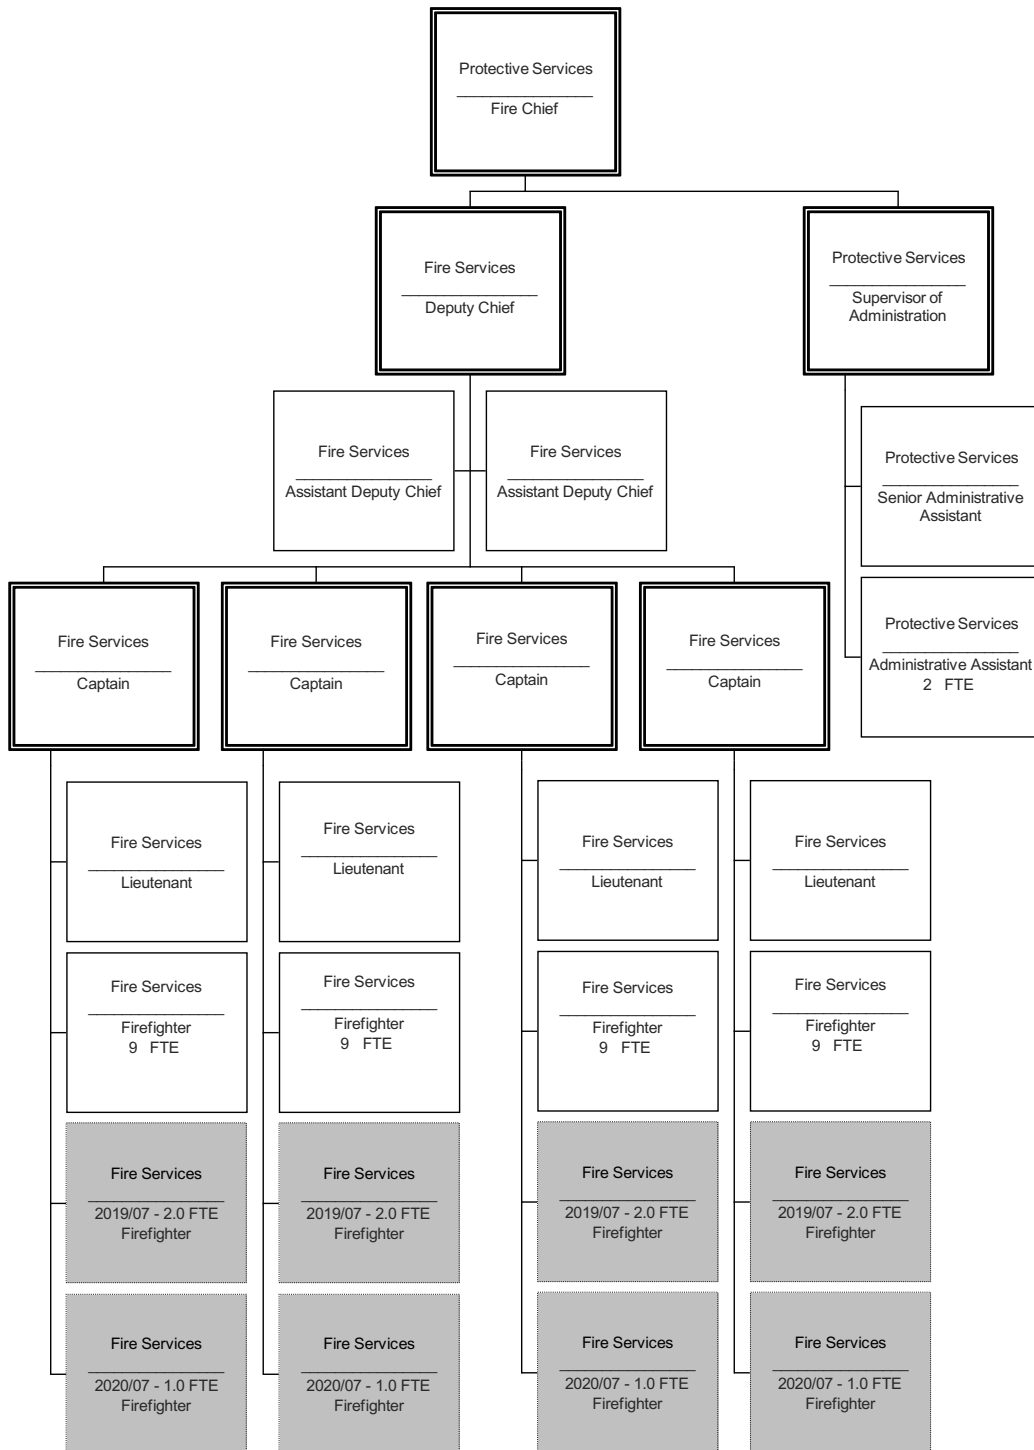 Protective Services
Fire Chief
Fire Services
Deputy Chief
Protective Services
Supervisor of
Administration
Fire Services
Assistant Deputy Chief
Fire Services
Assistant Deputy Chief
Protective Services
Senior Administrative
Assistant
Protective Services
Administrative Assistant
2 FTE
Fire Services
Captain
Fire Services
Captain
Fire Services
Captain
Fire Services
Captain
Fire Services
Lieutenant
Fire Services
Lieutenant
Fire Services
Lieutenant
Fire Services
Lieutenant
Fire Services
Firefighter
9 FTE
Fire Services
Firefighter
9 FTE
Fire Services
Firefighter
9 FTE
Fire Services
Firefighter
9 FTE
Fire Services
2019/07 - 2.0 FTE
Firefighter
Fire Services
2019/07 - 2.0 FTE
Firefighter
Fire Services
2019/07 - 2.0 FTE
Firefighter
Fire Services
2019/07 - 2.0 FTE
Firefighter
Fire Services
2020/07 - 1.0 FTE
Firefighter
Fire Services
2020/07 - 1.0 FTE
Firefighter
Fire Services
2020/07 - 1.0 FTE
Firefighter
Fire Services
2020/07 - 1.0 FTE
Firefighter